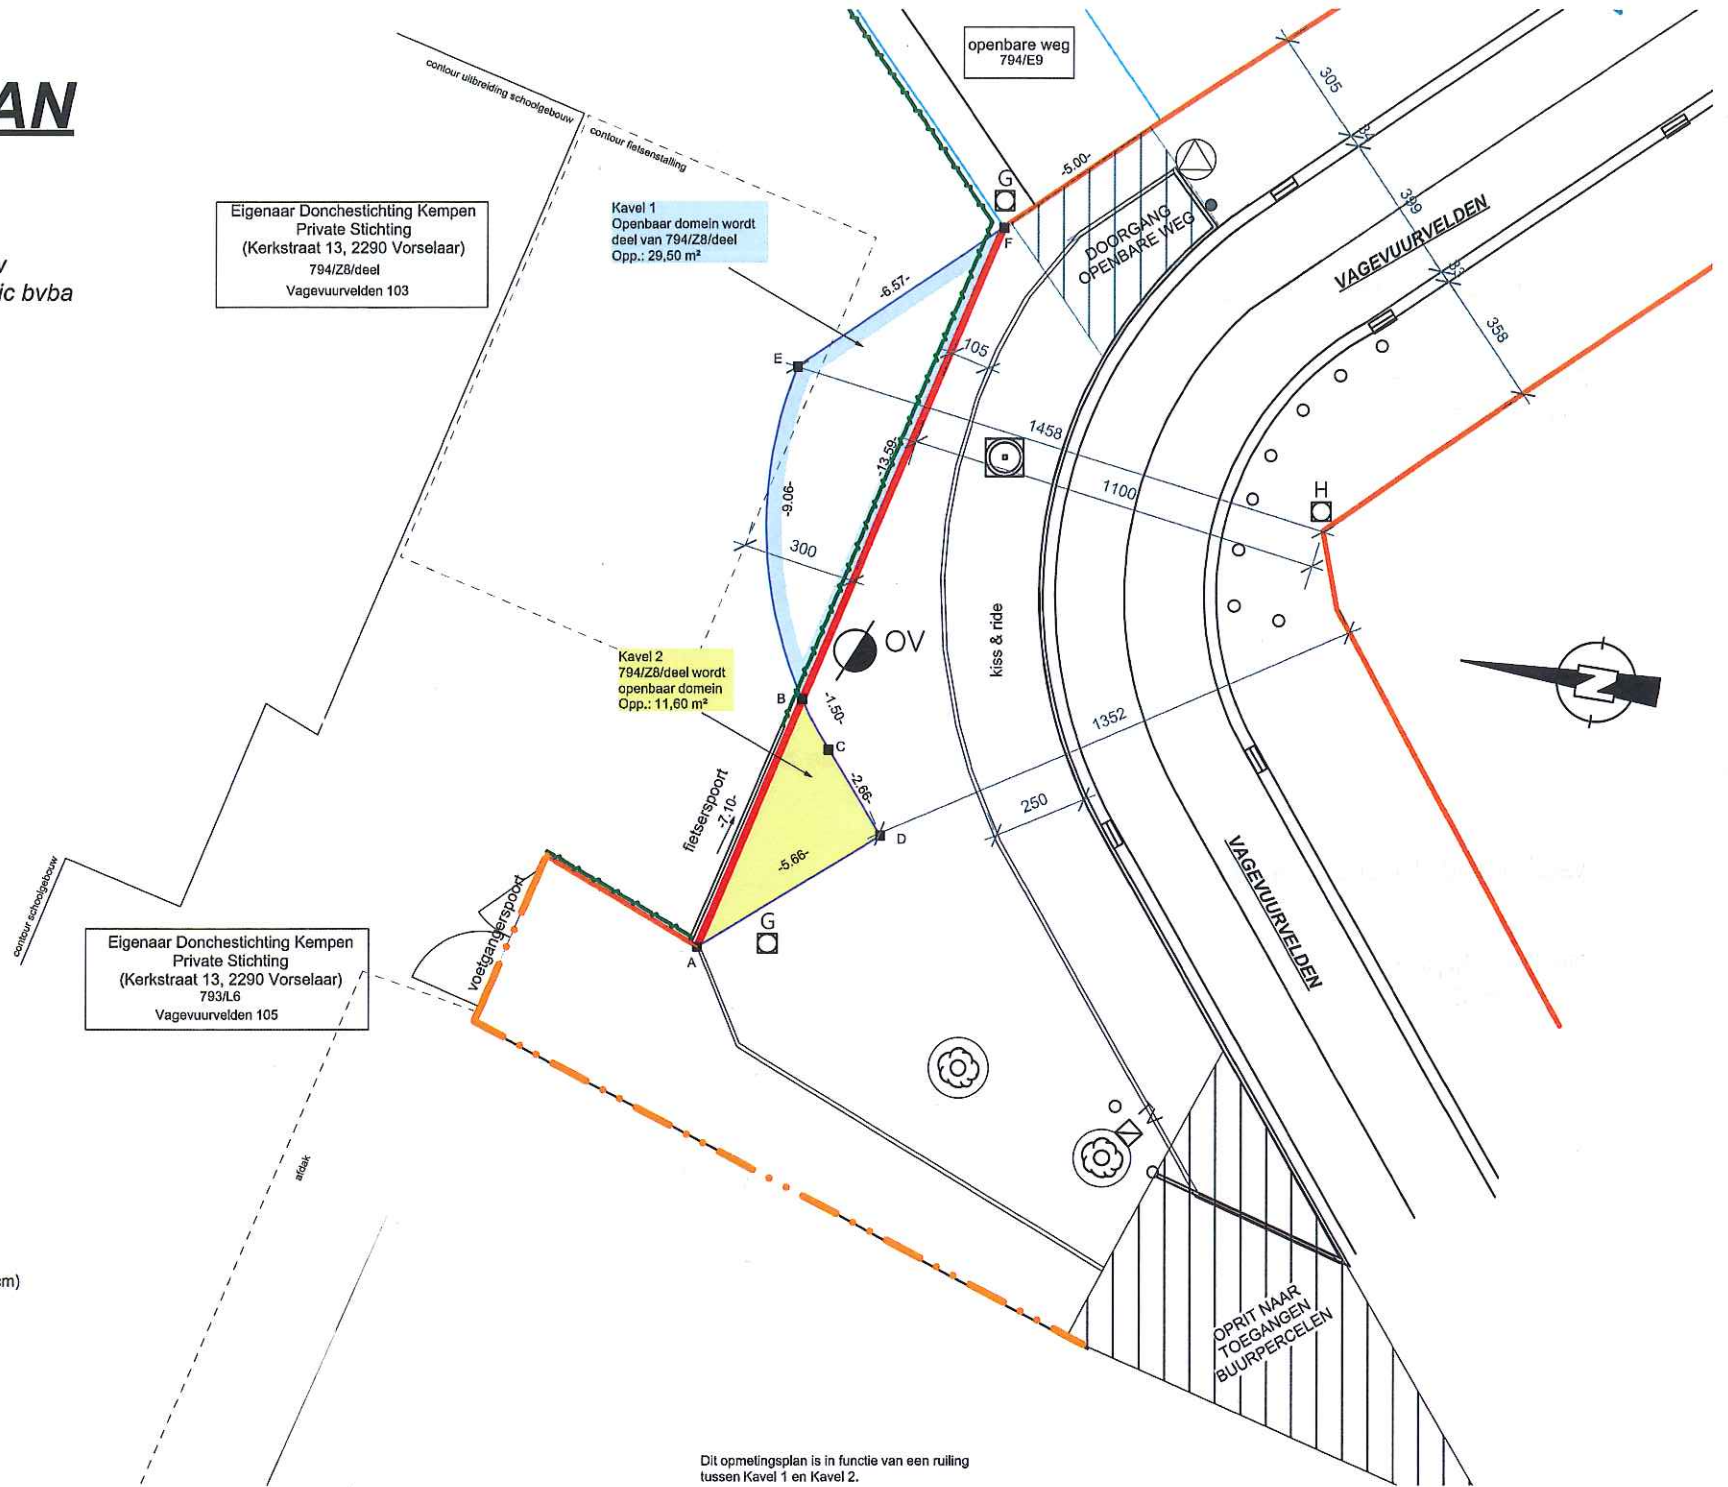 AN
openbare weg
794/E9
contour uitbreiding schoolgebouw
contour fietsenstalling
305
34
399
33
358
VAGEVUURVELDEN
-5.00-
G
F
DOORGANG
OPENBARE WEG
Eigenaar Donchestichting Kempen
Private Stichting
(Kerkstraat 13, 2290 Vorselaar)
794/Z8/deel
Vagevuurvelden 103
ic bvba
Kavel 1
Openbaar domein wordt
deel van 794/Z8/deel
Opp.: 29,50 m²
-6.57-
E
105
1458
-13.59-
1100
H
-9.06-
300
OV
kiss & ride
Kavel 2
794/Z8/deel wordt
openbaar domein
Opp.: 11,60 m²
B
-1.50-
C
1352
N
-2.66-
fietserspoort
-7.10-
250
D
-5.66-
VAGEVUURVELDEN
contour schoolgebouw
voetgangerspoort
G
A
Eigenaar Donchestichting Kempen
Private Stichting
(Kerkstraat 13, 2290 Vorselaar)
793/L6
Vagevuurvelden 105
afdak
cm)
OPRIT NAAR
TOEGANGEN
BUURPERCELEN
Dit opmetingsplan is in functie van een ruiling
tussen Kavel 1 en Kavel 2.